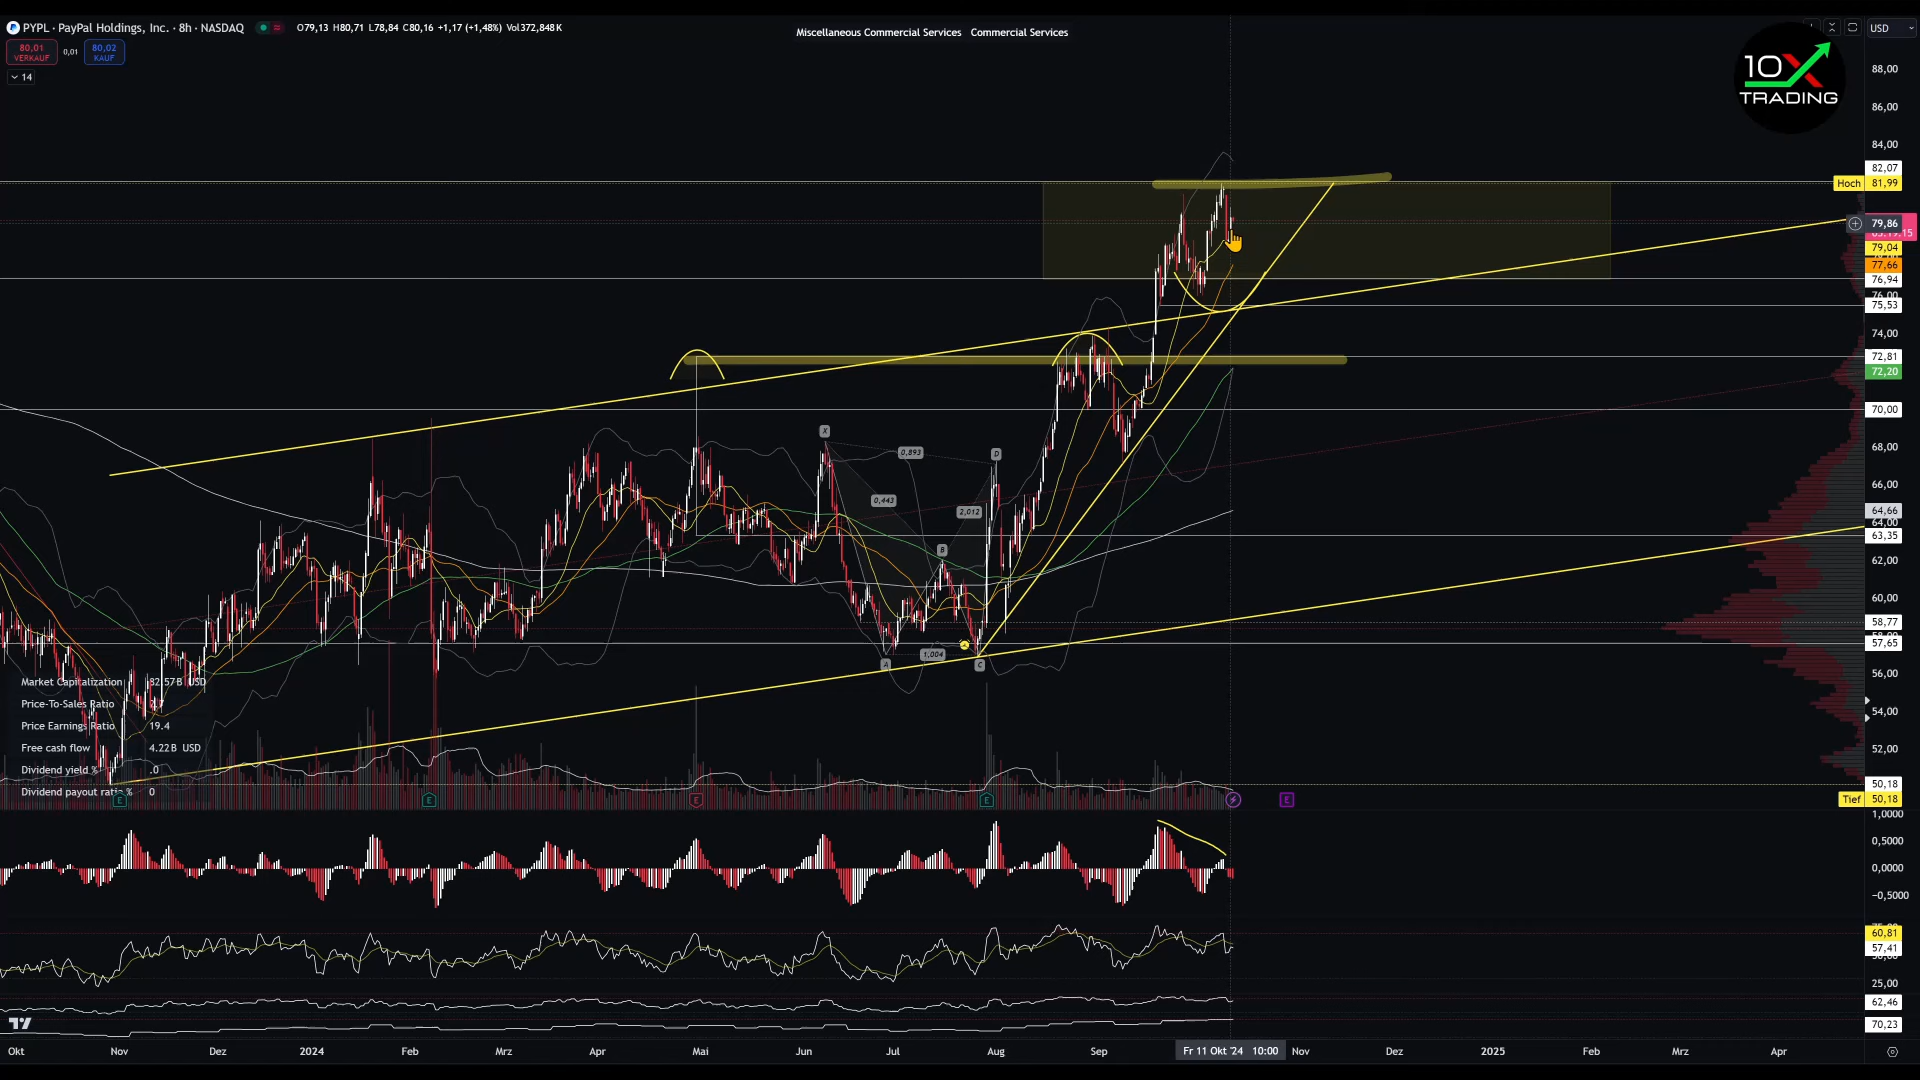 PYPL · PayPal Holdings, Inc. · 8h · NASDAQ
O79,13 H80,71 L78,84 C80,16 +1,17 (+1,48%) Vol372,848K
80,01 VERKAUF 0,01 80,02 KAUF
14
Miscellaneous Commercial Services Commercial Services
10X
TRADING
USD
88,00
86,00
84,00
82,07
Hoch 81,99
79,86
79,04
77,66
76,94
76,00
75,53
74,00
72,81
72,20
70,00
68,00
66,00
64,66
64,00
63,35
62,00
60,00
58,77
57,65
56,00
54,00
52,00
50,18
Tief 50,18
X
0,893
D
0,443
2,012
B
1,004
A
C
Market Capitalization 82.57B USD
Price-To-Sales Ratio
Price Earnings Ratio 19.4
Free cash flow 4.22B USD
Dividend yield % .0
Dividend payout ratio % 0
E
E
E
E
E
1,0000
0,5000
0,0000
−0,5000
60,81
57,41
25,00
62,46
70,23
Okt
Nov
Dez
2024
Feb
Mrz
Apr
Mai
Jun
Jul
Aug
Sep
Fr 11 Okt '24 10:00
Nov
Dez
2025
Feb
Mrz
Apr